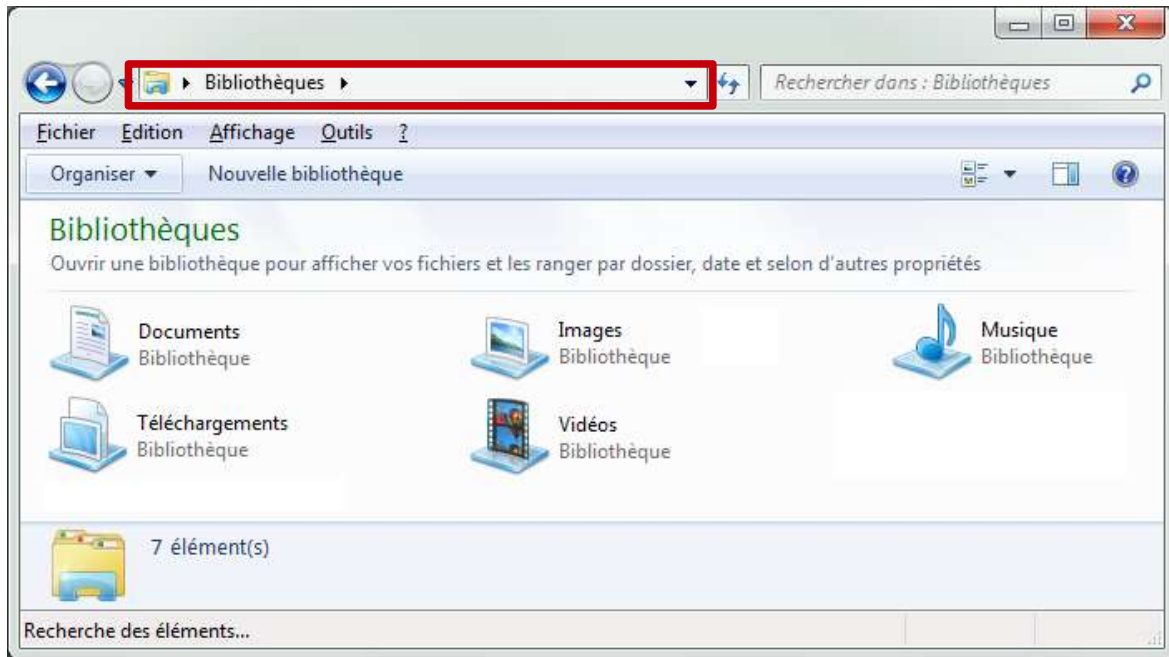 Bibliothèques
Rechercher dans : Bibliothèques
Fichier Edition Affichage Outils ?
Organiser Nouvelle bibliothèque
Bibliothèques
Ouvrir une bibliothèque pour afficher vos fichiers et les ranger par dossier, date et selon d'autres propriétés
Documents
Bibliothèque
Images
Bibliothèque
Musique
Bibliothèque
Téléchargements
Bibliothèque
Vidéos
Bibliothèque
7 élément(s)
Recherche des éléments...